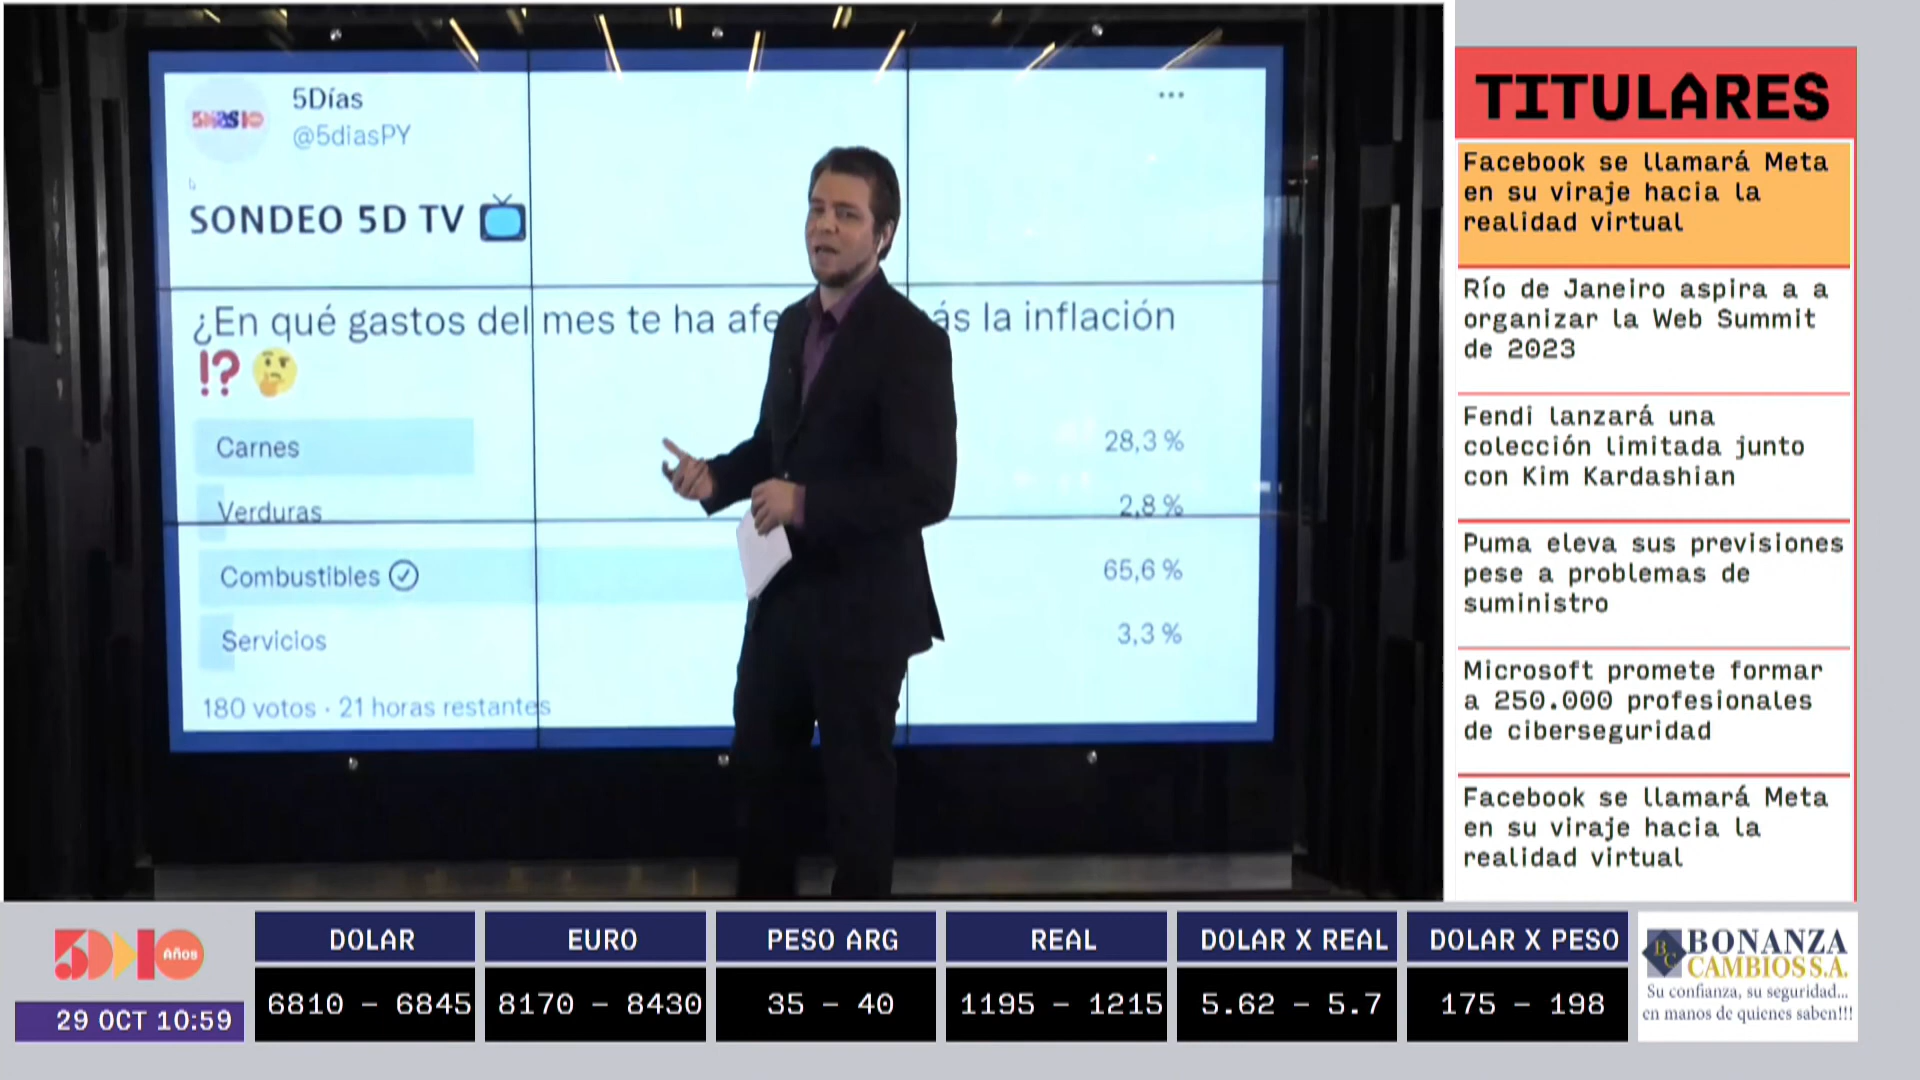 5Días
@5diasPY
SONDEO 5D TV
¿En qué gastos del mes te ha la inflación
!?
Carnes 28,3 %
Verduras 2,8 %
Combustibles 65,6 %
Servicios 3,3 %
180 votos · 21 horas restantes
TITULARES
Facebook se llamará Meta
en su viraje hacia la
realidad virtual
Río de Janeiro aspira a a
organizar la Web Summit
de 2023
Fendi lanzará una
colección limitada junto
con Kim Kardashian
Puma eleva sus previsiones
pese a problemas de
suministro
Microsoft promete formar
a 250.000 profesionales
de ciberseguridad
Facebook se llamará Meta
en su viraje hacia la
realidad virtual
5D 10 Años
29 OCT 10:59
DOLAR
6810 - 6845
EURO
8170 - 8430
PESO ARG
35 - 40
REAL
1195 - 1215
DOLAR X REAL
5.62 - 5.7
DOLAR X PESO
175 - 198
BC
BONANZA
CAMBIOS S.A.
Su confianza, su seguridad...
en manos de quienes saben!!!